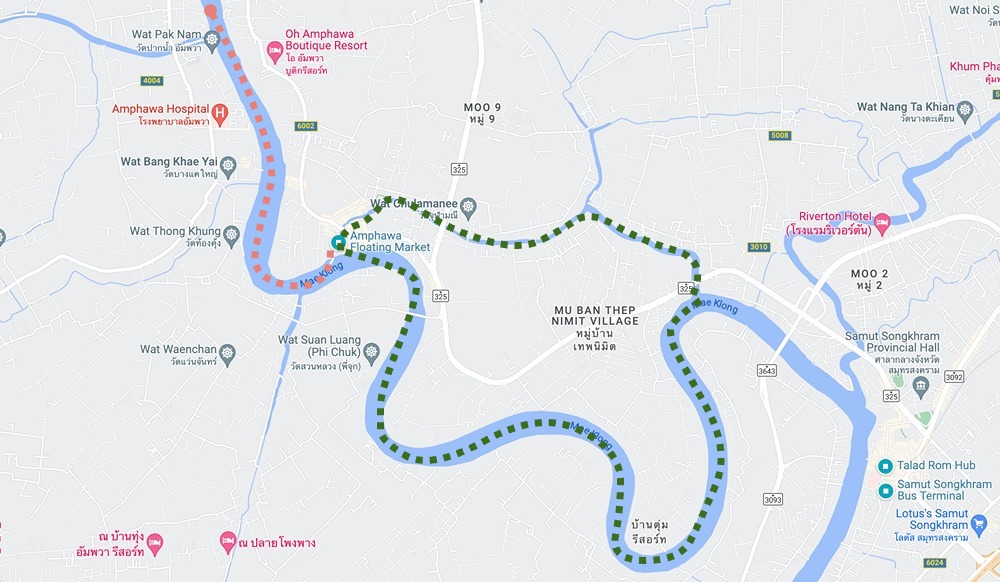 Wat Noi S
Wat Pak Nam
วัดปากน้ำ อัมพวา
Oh Amphawa
Boutique Resort
โอ อัมพวา
บูติกรีสอร์ท
Khum Pha
คุ้มพ
4004
Amphawa Hospital
โรงพยาบาลอัมพวา
MOO 9
หมู่ 9
Wat Nang Ta Khian
วัดนางตะเคียน
6002
5008
Wat Bang Khae Yai
วัดบางแคใหญ่
325
Wat Chulamanee
Riverton Hotel
(โรงแรมริเวอร์ตัน)
Wat Thong Khung
วัดท้องคุ้ง
Amphawa
Floating Market
3010
Mae Klong
MOO 2
หมู่ 2
325
325
Mae Klong
MU BAN THEP
NIMIT VILLAGE
หมู่บ้าน
เทพนิมิต
Wat Waenchan
วัดแว่นจันทร์
Wat Suan Luang
(Phi Chuk)
วัดสวนหลวง (พี่จุก)
Samut Songkhram
Provincial Hall
ศาลากลางจังหวัด
สมุทรสงคราม
3643
3092
325
Mae Klong
Talad Rom Hub
Samut Songkhram
Bus Terminal
3093
Lotus's Samut
Songkhram
โลตัส สมุทรสงคราม
บ้านตุ่ม
รีสอร์ท
ณ บ้านทุ่ง
อัมพวา รีสอร์ท
ณ ปลายโพงพาง
6024